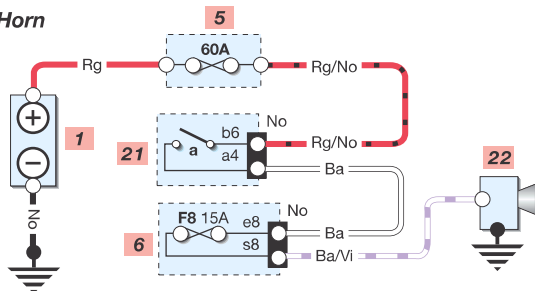 Horn
5
60A
Rg
Rg/No
+
1
No
b6
a
a4
21
Rg/No
Ba
−
22
No
No
F8 15A
e8
s8
6
Ba
Ba/Vi